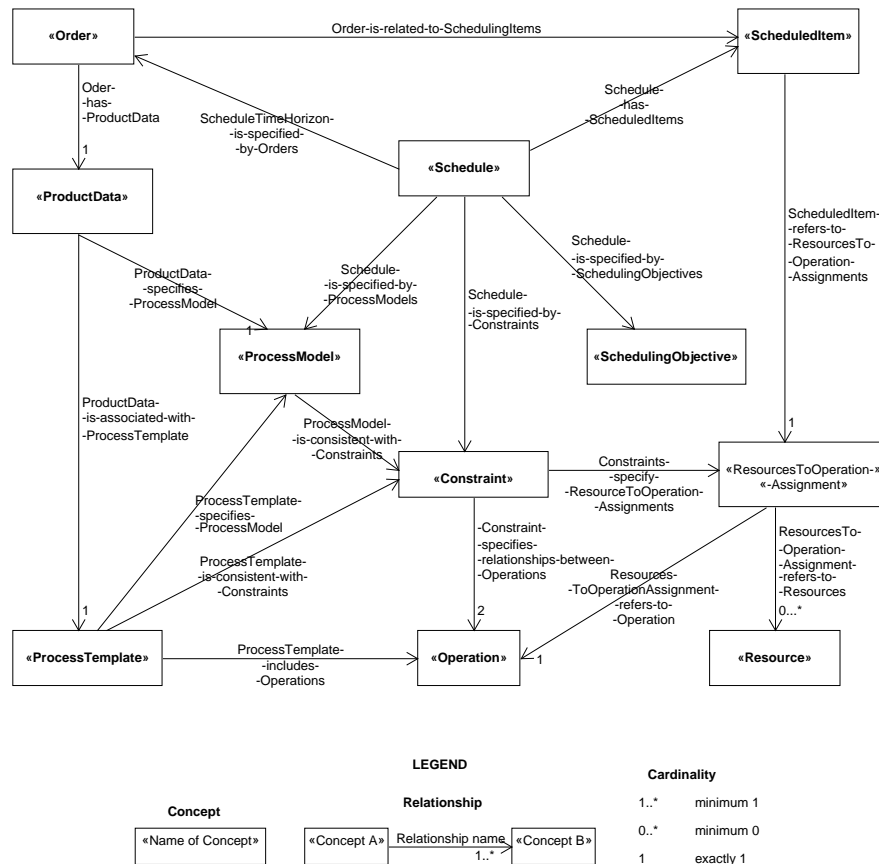 «Order»
Order-is-related-to-SchedulingItems
«ScheduledItem»
Oder-
-has-
-ProductData
1
ScheduleTimeHorizon-
-is-specified-
-by-Orders
Schedule-
-has-
-ScheduledItems
«Schedule»
«ProductData»
ScheduledItem-
-refers-to-
-ResourcesTo-
-Operation-
-Assignments
1
ProductData-
-specifies-
-ProcessModel
1
Schedule-
-is-specified-by-
-ProcessModels
Schedule-
-is-specified-by-
-Constraints
Schedule-
-is-specified-by-
-SchedulingObjectives
«ProcessModel»
«SchedulingObjective»
ProductData-
-is-associated-with-
-ProcessTemplate
1
ProcessModel-
-is-consistent-with-
-Constraints
«Constraint»
Constraints-
-specify-
-ResourceToOperation-
-Assignments
«ResourcesToOperation-»
«-Assignment»
ProcessTemplate-
-specifies-
-ProcessModel
ProcessTemplate-
-is-consistent-with-
-Constraints
-Constraint-
-specifies-
-relationships-between-
-Operations
2
Resources-
-ToOperationAssignment-
-refers-to-
-Operation
1
ResourcesTo-
-Operation-
-Assignment-
-refers-to-
-Resources
0...*
«ProcessTemplate»
ProcessTemplate-
-includes-
-Operations
«Operation»
«Resource»
LEGEND
Concept
«Name of Concept»
Relationship
«Concept A»
Relationship name
1..*
«Concept B»
Cardinality
1..* minimum 1
0..* minimum 0
1 exactly 1